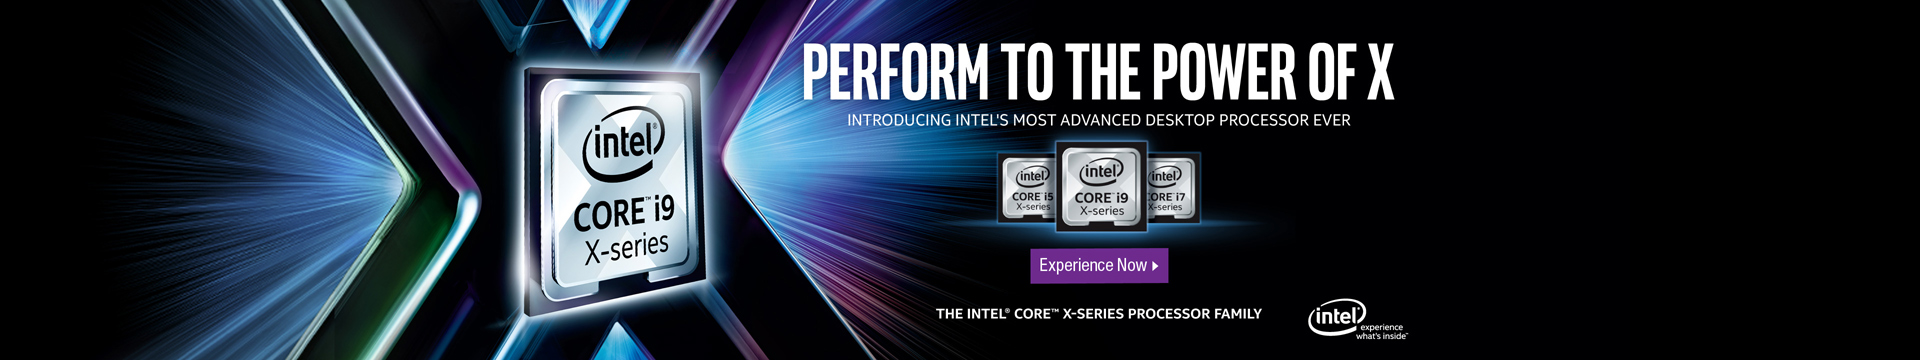 intel®
CORE™ i9
X-series
PERFORM TO THE POWER OF X
INTRODUCING INTEL'S MOST ADVANCED DESKTOP PROCESSOR EVER
intel
CORE i5
X-series
intel
CORE i9
X-series
intel
CORE i7
X-series
Experience Now
THE INTEL® CORE™ X-SERIES PROCESSOR FAMILY
intel
experience
what's inside™